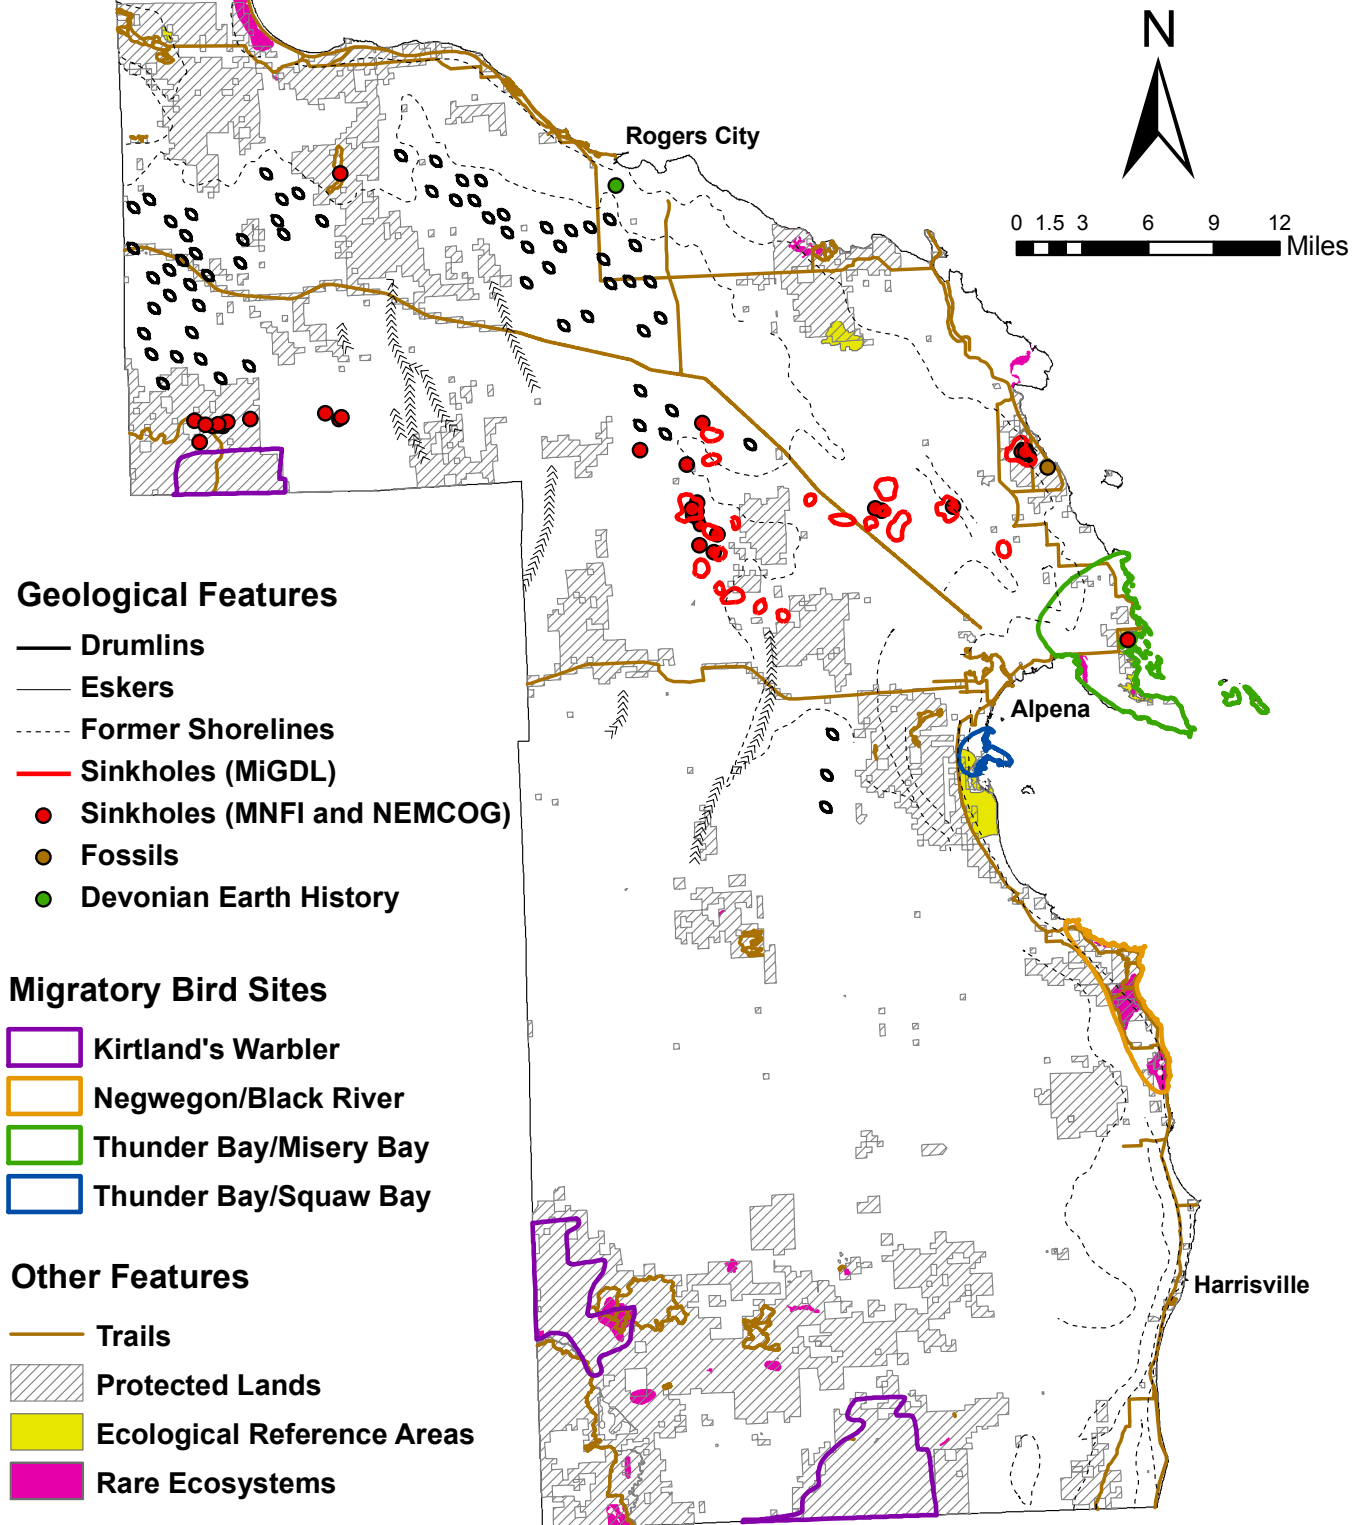 N
Rogers City
0 1.5 3 6 9 12
Miles
Geological Features
Drumlins
Eskers
Former Shorelines
Sinkholes (MiGDL)
Sinkholes (MNFI and NEMCOG)
Fossils
Devonian Earth History
Alpena
Migratory Bird Sites
Kirtland's Warbler
Negwegon/Black River
Thunder Bay/Misery Bay
Thunder Bay/Squaw Bay
Other Features
Harrisville
Trails
Protected Lands
Ecological Reference Areas
Rare Ecosystems